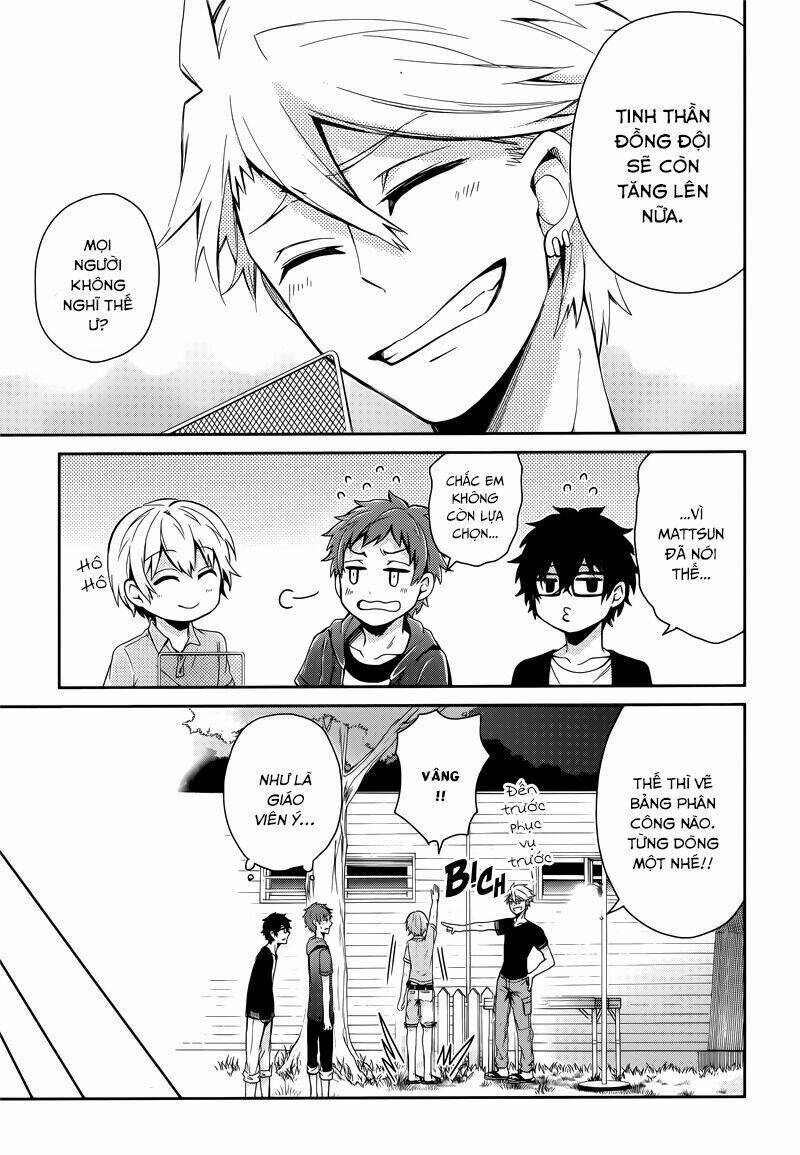 TINH THẦN
ĐỒNG ĐỘI
SẼ CÒN
TĂNG LÊN
NỮA.
MỌI
NGƯỜI
KHÔNG
NGHĨ THẾ
Ư?
...VÌ
MATTSUN
ĐÃ NÓI
THẾ...
CHẮC EM
KHÔNG
CÒN LỰA
CHỌN...
HÔ
HÔ
THẾ THÌ VẼ
BẢNG PHÂN
CÔNG NÀO.
TỪNG DÒNG
MỘT NHÉ!!
Đến
trước
phục
vụ
trước
VÂNG
!!
BỊCH
NHƯ LÀ
GIÁO
VIÊN Ý...